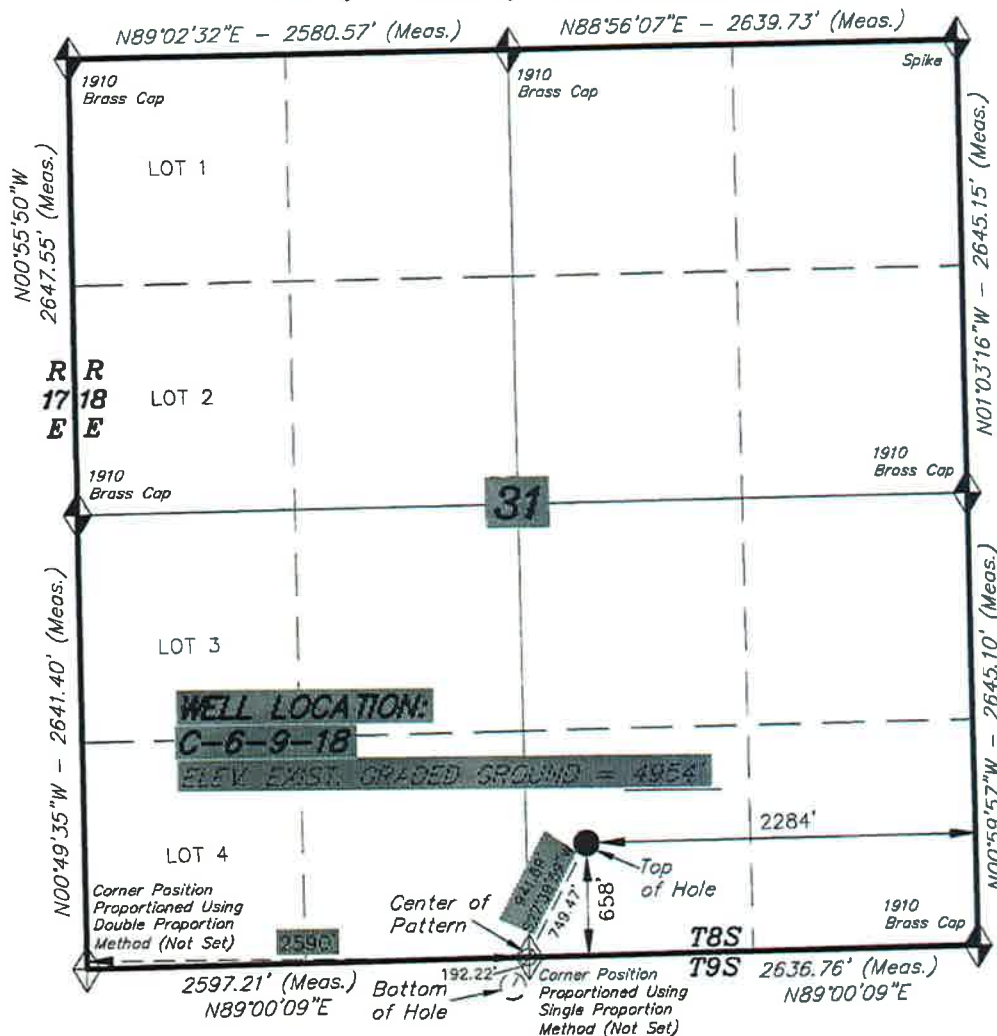 N89°02'32"E - 2580.57' (Meas.)
N88°56'07"E - 2639.73' (Meas.)
1910
Brass Cap
1910
Brass Cap
Spike
LOT 1
N00°55'50"W
2647.55' (Meas.)
N01°03'16"W - 2645.15' (Meas.)
R R
17 18
E E
LOT 2
1910
Brass Cap
1910
Brass Cap
31
N00°49'35"W - 2641.40' (Meas.)
N00°59'57"W - 2645.10' (Meas.)
LOT 3
WELL LOCATION:
C-6-9-18
ELEV. EXIST. GRADED GROUND = 4954'
2284'
LOT 4
Top
of Hole
658'
749.47'
941.69'
Center of
Pattern
Corner Position
Proportioned Using
Double Proportion
Method (Not Set)
2590'
1910
Brass Cap
T8S
T9S
192.22'
2597.21' (Meas.)
N89°00'09"E
Bottom
of Hole
Corner Position
Proportioned Using
Single Proportion
Method (Not Set)
2636.76' (Meas.)
N89°00'09"E